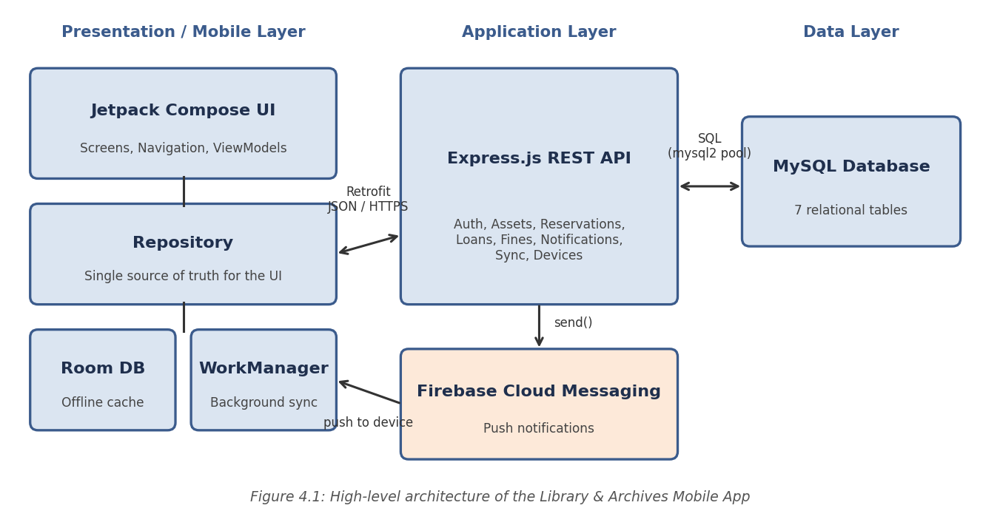 Presentation / Mobile Layer
Application Layer
Data Layer
Jetpack Compose UI
Screens, Navigation, ViewModels
Repository
Single source of truth for the UI
Room DB
Offline cache
WorkManager
Background sync
Retrofit
JSON / HTTPS
push to device
Express.js REST API
Auth, Assets, Reservations,
Loans, Fines, Notifications,
Sync, Devices
send()
Firebase Cloud Messaging
Push notifications
SQL
(mysql2 pool)
MySQL Database
7 relational tables
Figure 4.1: High-level architecture of the Library & Archives Mobile App